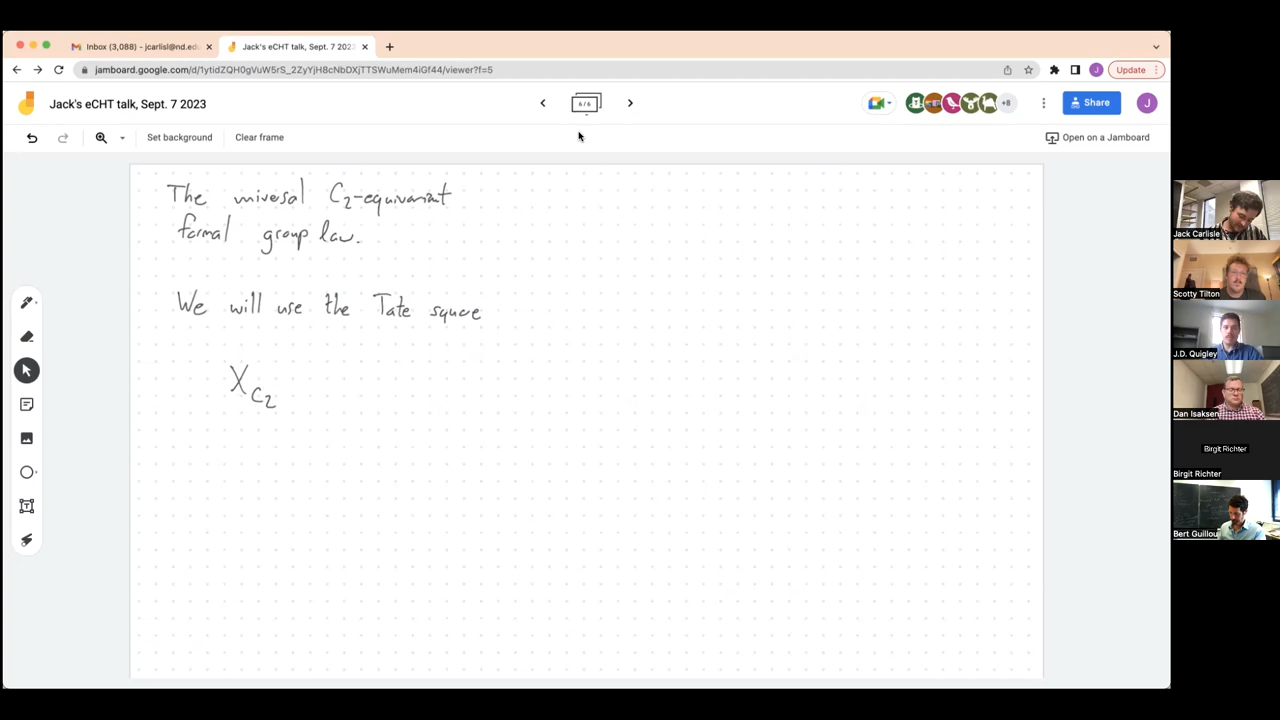 Inbox (3,088) - jcarlisl@nd.edu
Jack's eCHT talk, Sept. 7 202
jamboard.google.com/d/1ytidZQH0gVuW5rS_2ZyYjH8cNbDXjTTSWuMem4iGf44/viewer?f=5
Update
Jack's eCHT talk, Sept. 7 2023
6/6
+8
Share
J
Set background
Clear frame
Open on a Jamboard
The universal C₂-equivariant
formal group law.
We will use the Tate square
X_{C₂}
Jack Carlisle
Scotty Tilton
J.D. Quigley
Dan Isaksen
Birgit Richter
Birgit Richter
Bert Guillou